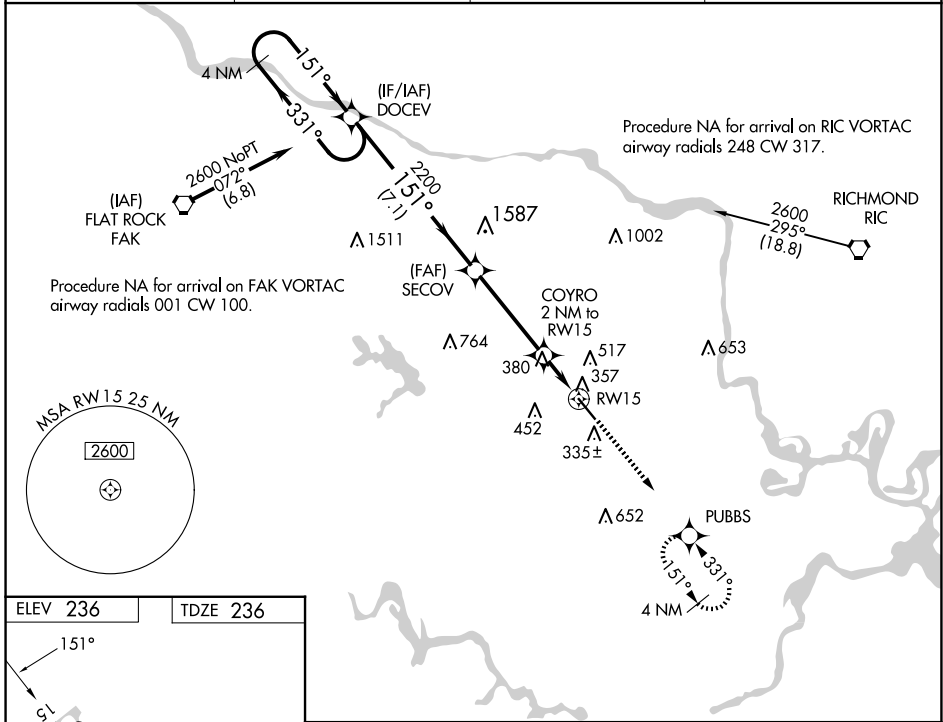 4 NM
151°
331°
(IF/IAF)
DOCEV
2600 NoPT
072°
(6.8)
(IAF)
FLAT ROCK
FAK
2200
151°
(7.1)
Procedure NA for arrival on RIC VORTAC
airway radials 248 CW 317.
RICHMOND
RIC
2600
295°
(18.8)
1511
1587
1002
Procedure NA for arrival on FAK VORTAC
airway radials 001 CW 100.
(FAF)
SECOV
COYRO
2 NM to
RW15
764
380
517
653
357
RW15
452
335±
MSA RW15 25 NM
2600
652
PUBBS
151°
331°
4 NM
ELEV 236
TDZE 236
151°
15